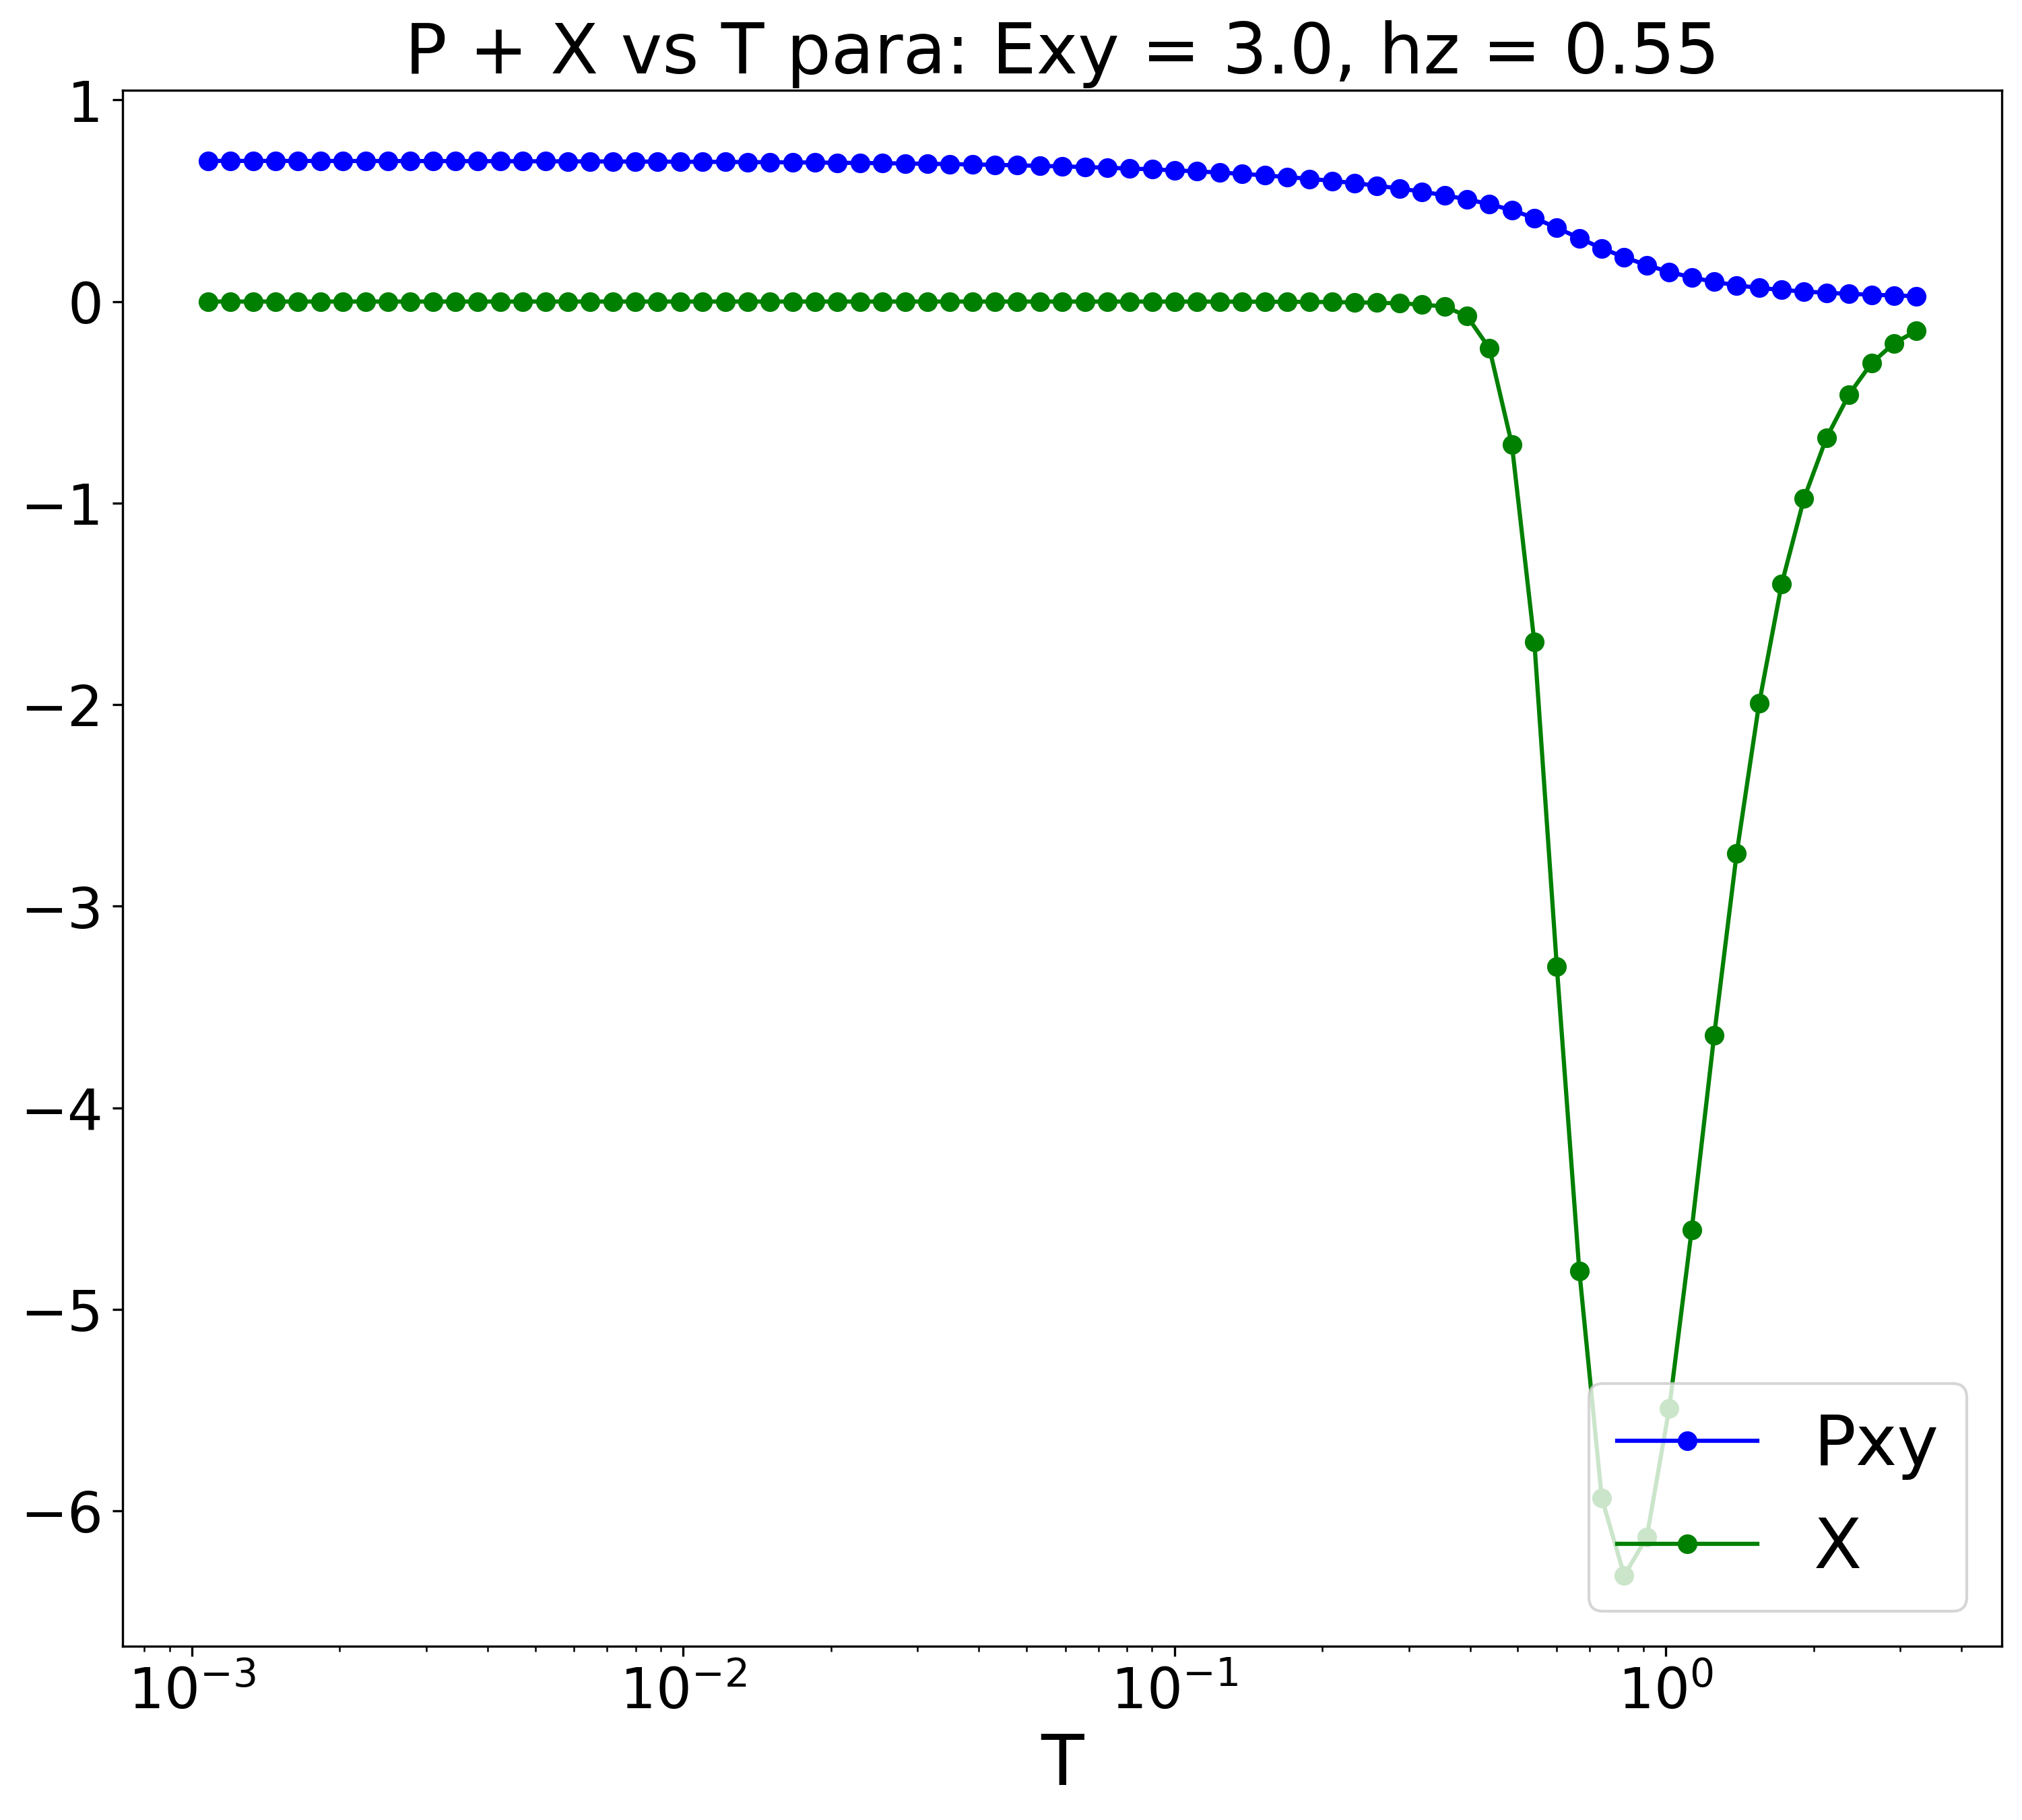 P + X vs T para: Exy = 3.0, hz = 0.55
1
0
−1
−2
−3
−4
−5
−6
Pxy
X
10⁻³ 10⁻² 10⁻¹ 10⁰
T